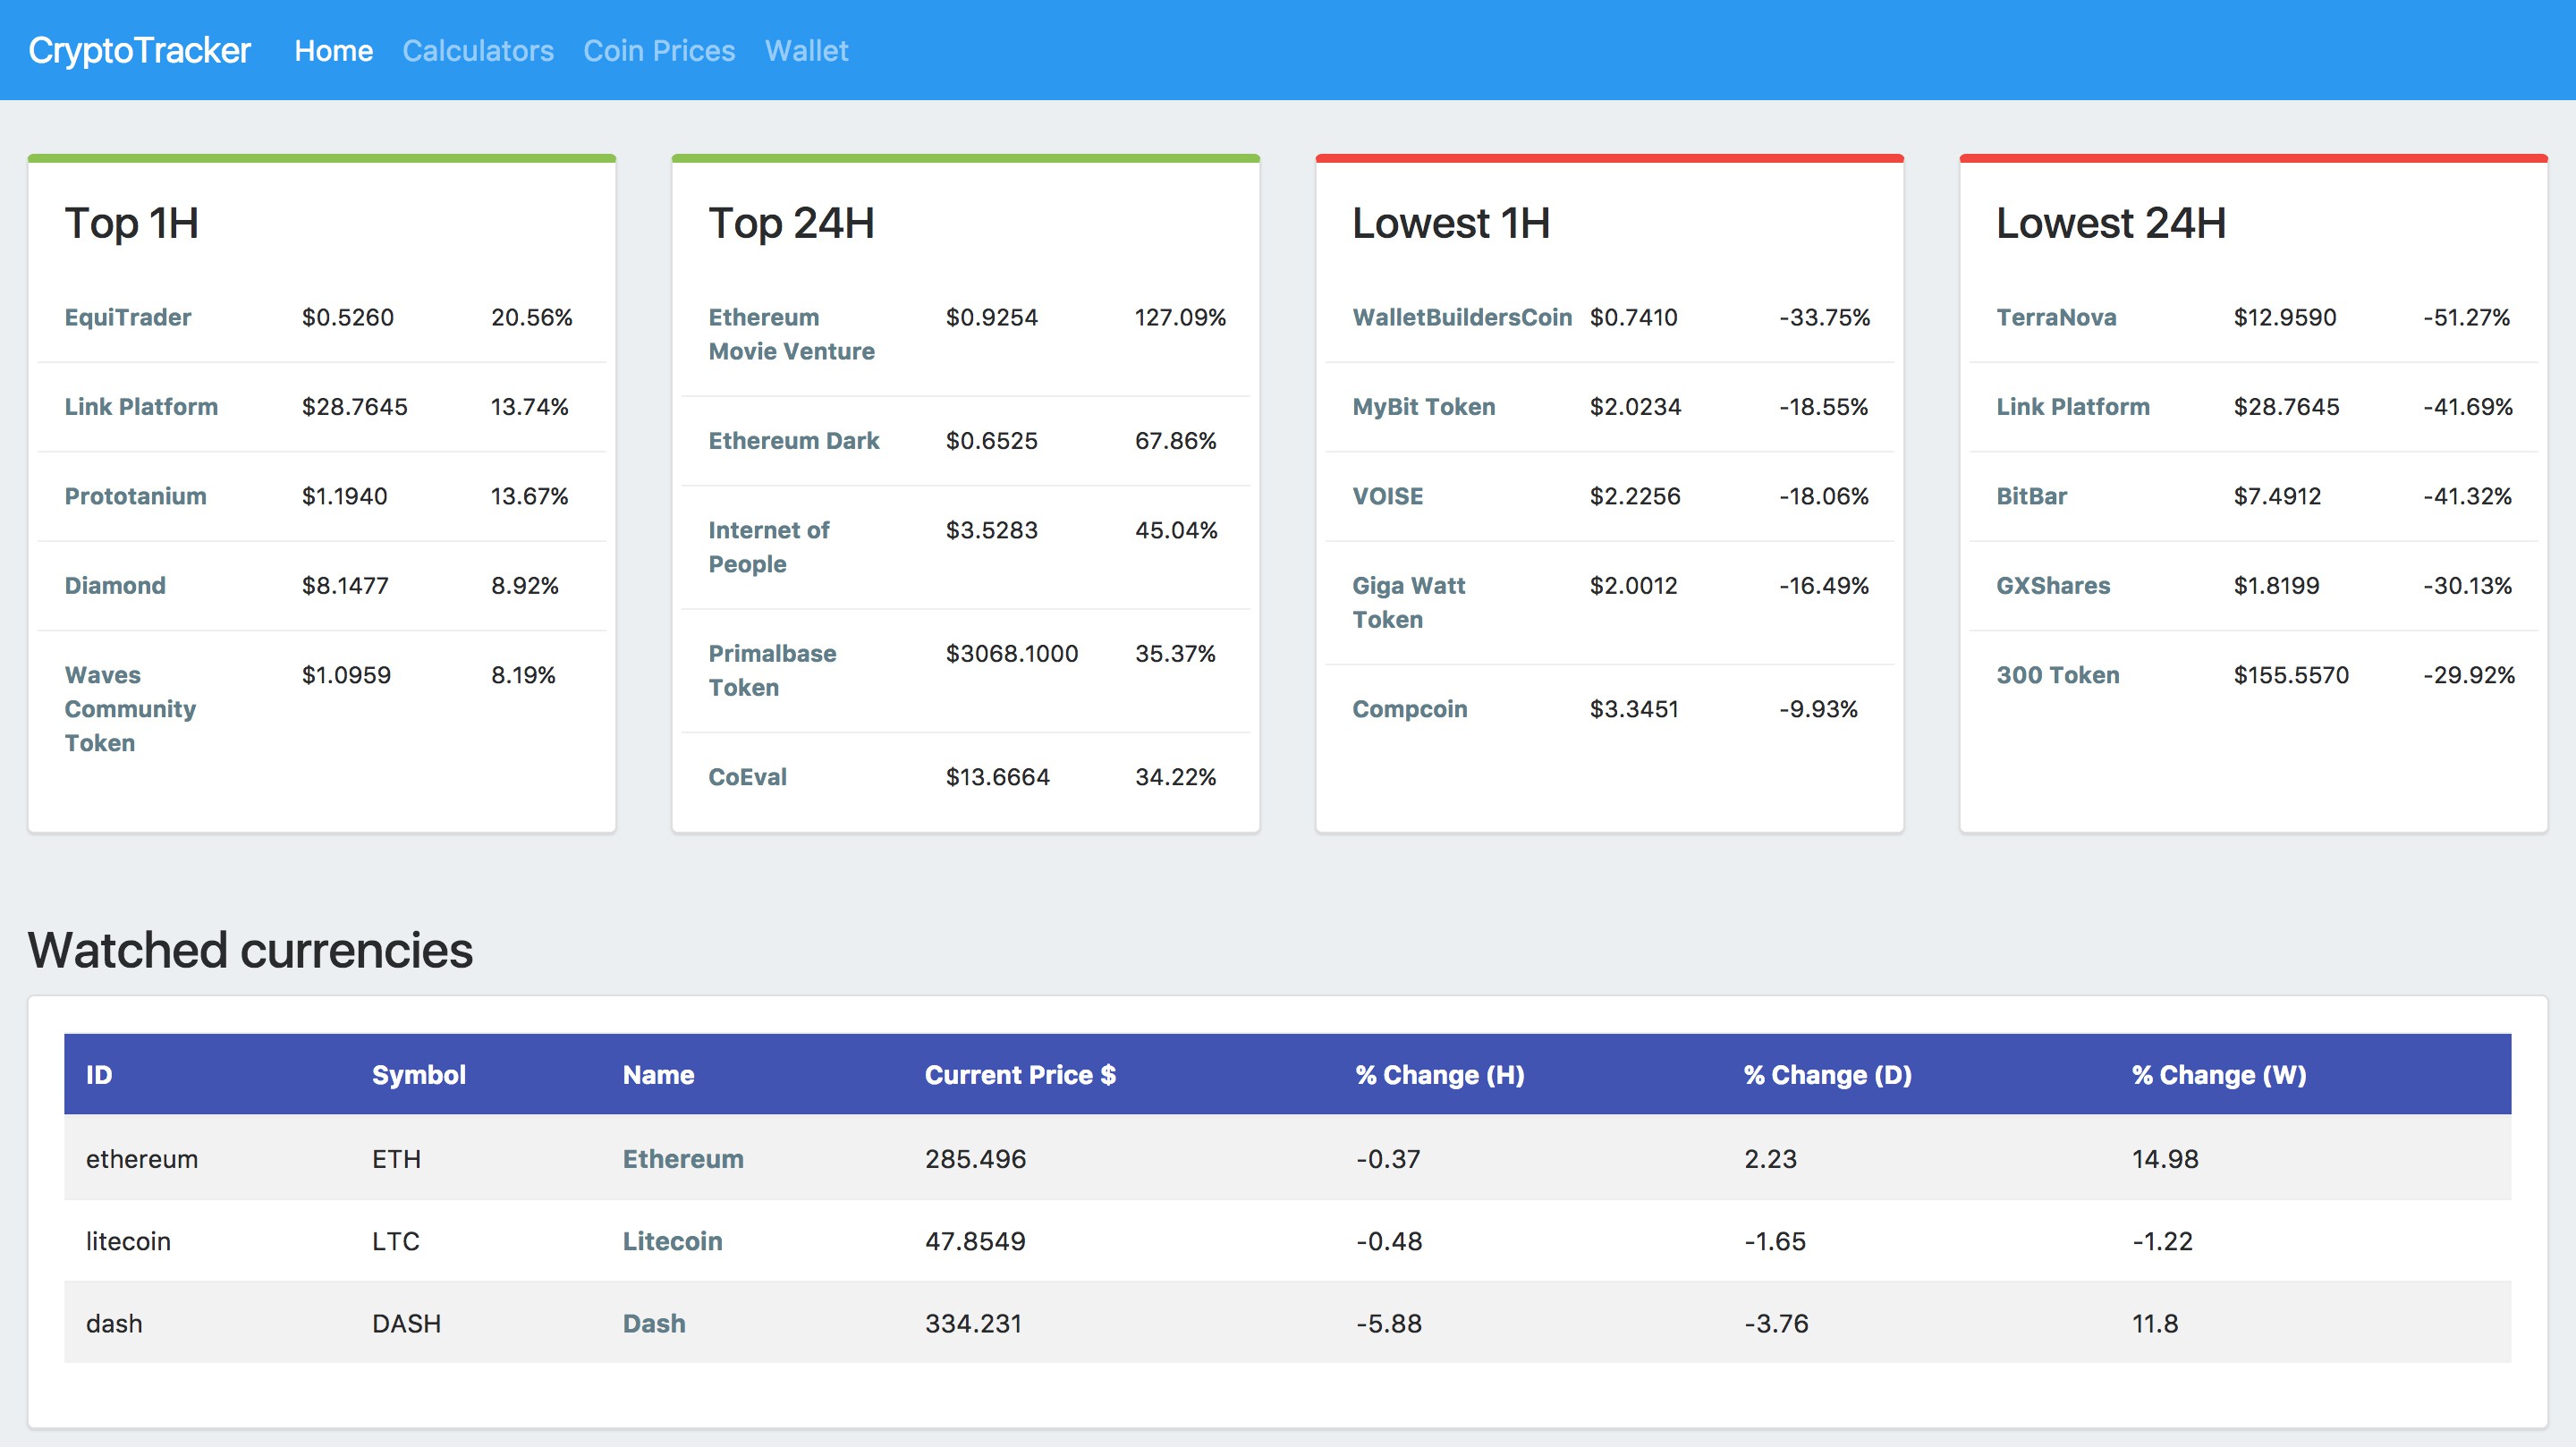 CryptoTracker Home Calculators Coin Prices Wallet
Top 1H
EquiTrader $0.5260 20.56%
Link Platform $28.7645 13.74%
Prototanium $1.1940 13.67%
Diamond $8.1477 8.92%
Waves $1.0959 8.19%
Community
Token
Top 24H
Ethereum $0.9254 127.09%
Movie Venture
Ethereum Dark $0.6525 67.86%
Internet of $3.5283 45.04%
People
Primalbase $3068.1000 35.37%
Token
CoEval $13.6664 34.22%
Lowest 1H
WalletBuildersCoin $0.7410 -33.75%
MyBit Token $2.0234 -18.55%
VOISE $2.2256 -18.06%
Giga Watt $2.0012 -16.49%
Token
Compcoin $3.3451 -9.93%
Lowest 24H
TerraNova $12.9590 -51.27%
Link Platform $28.7645 -41.69%
BitBar $7.4912 -41.32%
GXShares $1.8199 -30.13%
300 Token $155.5570 -29.92%
Watched currencies
ID Symbol Name Current Price $ % Change (H) % Change (D) % Change (W)
ethereum ETH Ethereum 285.496 -0.37 2.23 14.98
litecoin LTC Litecoin 47.8549 -0.48 -1.65 -1.22
dash DASH Dash 334.231 -5.88 -3.76 11.8